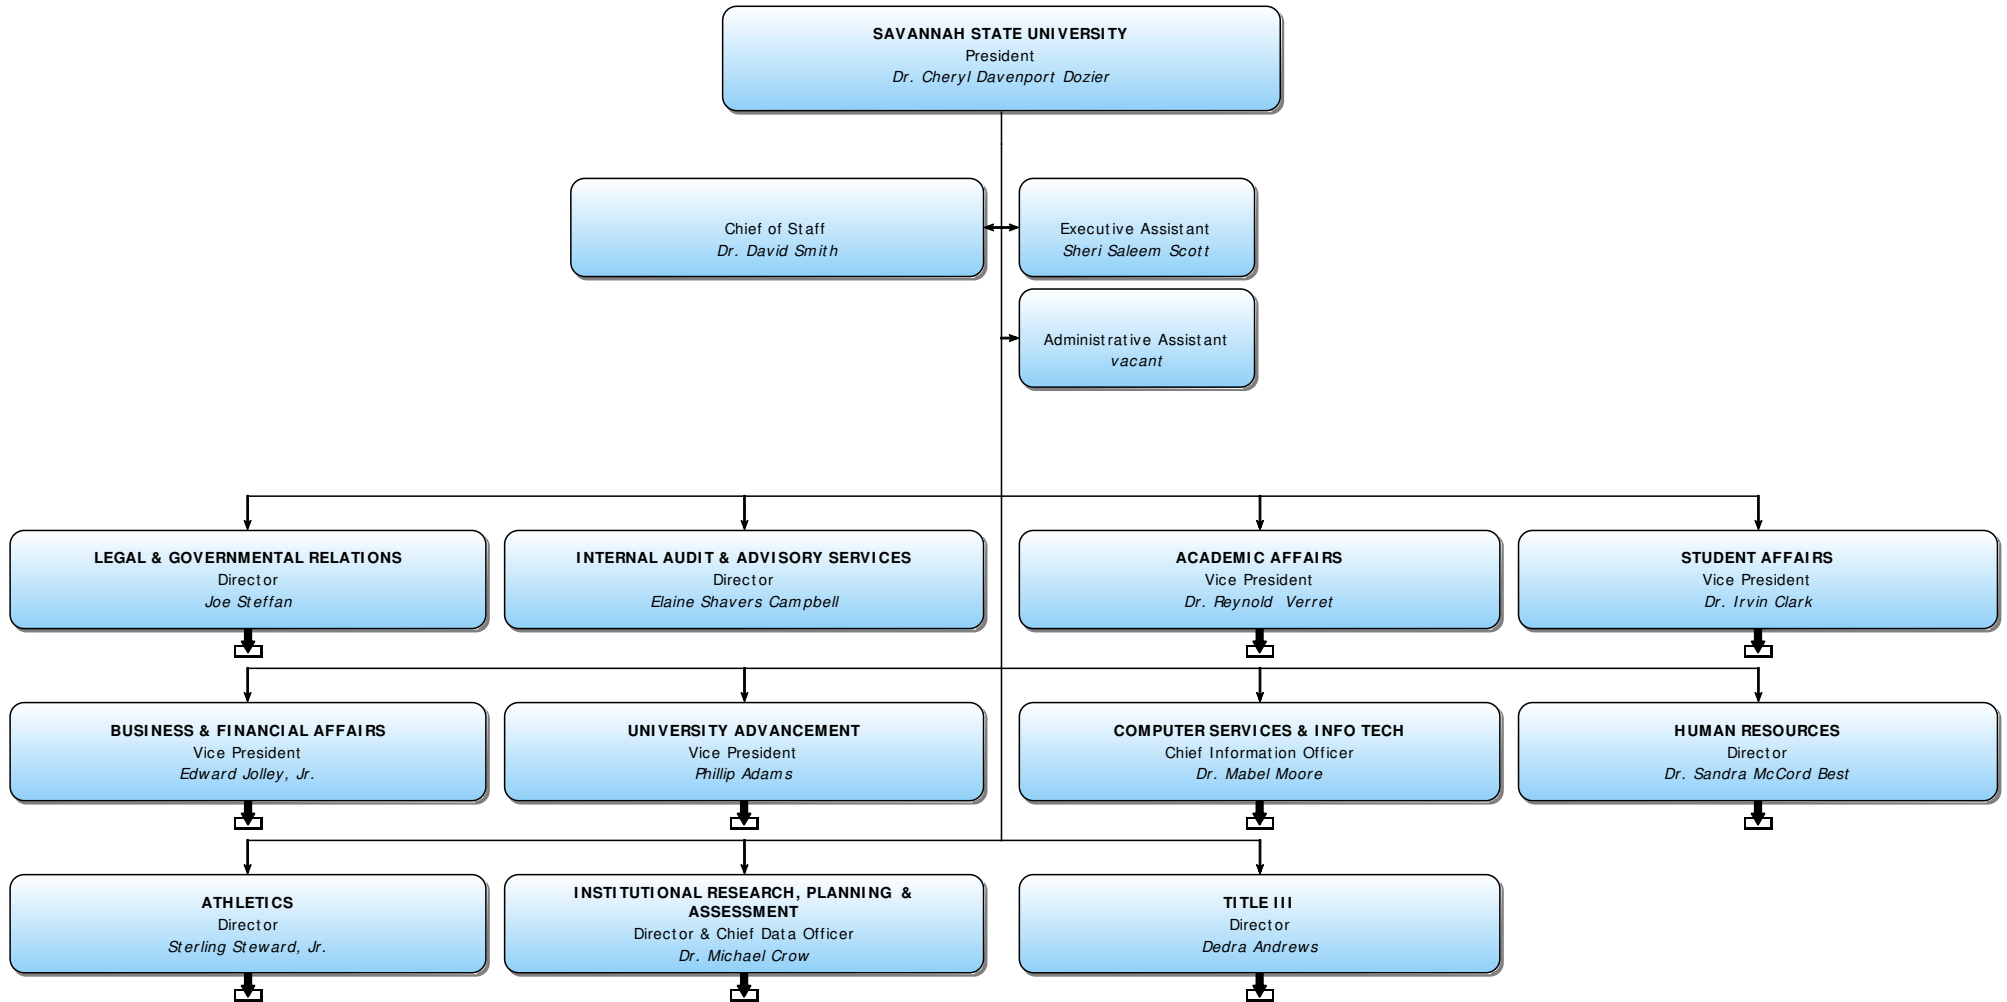 SAVANNAH STATE UNIVERSITY
President
Dr. Cheryl Davenport Dozier
Chief of Staff
Dr. David Smith
Executive Assistant
Sheri Saleem Scott
Administrative Assistant
vacant
LEGAL & GOVERNMENTAL RELATIONS
Director
Joe Steffan
INTERNAL AUDIT & ADVISORY SERVICES
Director
Elaine Shavers Campbell
ACADEMIC AFFAIRS
Vice President
Dr. Reynold Verret
STUDENT AFFAIRS
Vice President
Dr. Irvin Clark
BUSINESS & FINANCIAL AFFAIRS
Vice President
Edward Jolley, Jr.
UNIVERSITY ADVANCEMENT
Vice President
Phillip Adams
COMPUTER SERVICES & INFO TECH
Chief Information Officer
Dr. Mabel Moore
HUMAN RESOURCES
Director
Dr. Sandra McCord Best
ATHLETICS
Director
Sterling Steward, Jr.
INSTITUTIONAL RESEARCH, PLANNING &
ASSESSMENT
Director & Chief Data Officer
Dr. Michael Crow
TITLE III
Director
Dedra Andrews